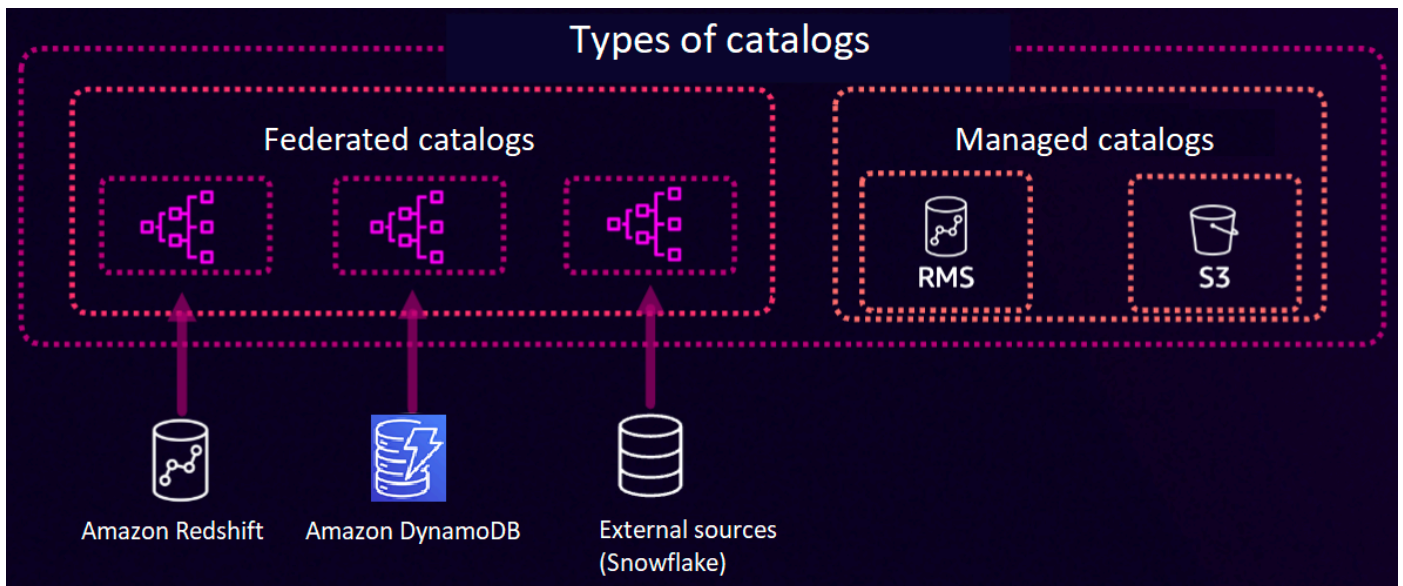 Types of catalogs
Federated catalogs
Managed catalogs
RMS
S3
Amazon Redshift
Amazon DynamoDB
External sources
(Snowflake)